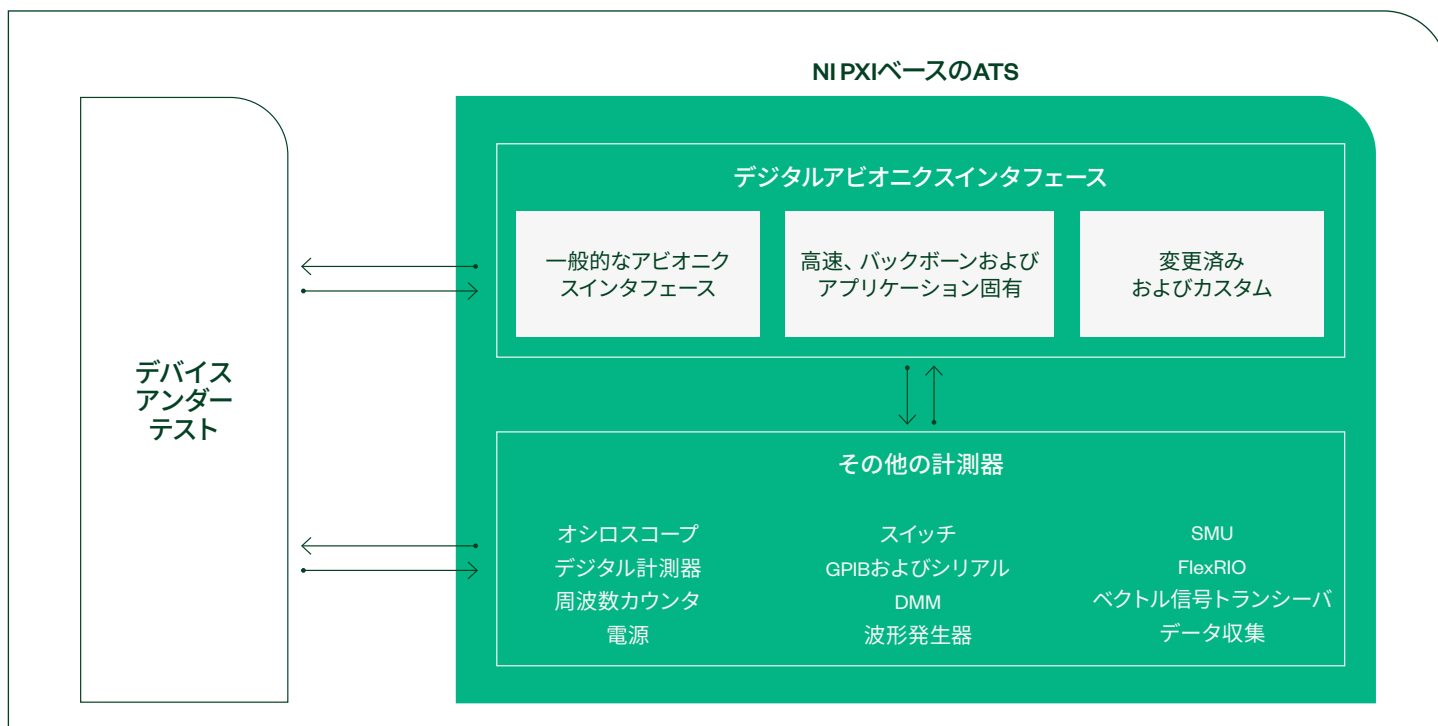 NI PXIベースのATS
デバイス
アンダー
テスト
デジタルアビオニクスインタフェース
一般的なアビオニク
スインタフェース
高速、バックボーンおよび
アプリケーション固有
変更済み
およびカスタム
その他の計測器
オシロスコープ
デジタル計測器
周波数カウンタ
電源
スイッチ
GPIBおよびシリアル
DMM
波形発生器
SMU
FlexRIO
ベクトル信号トランシーバ
データ収集